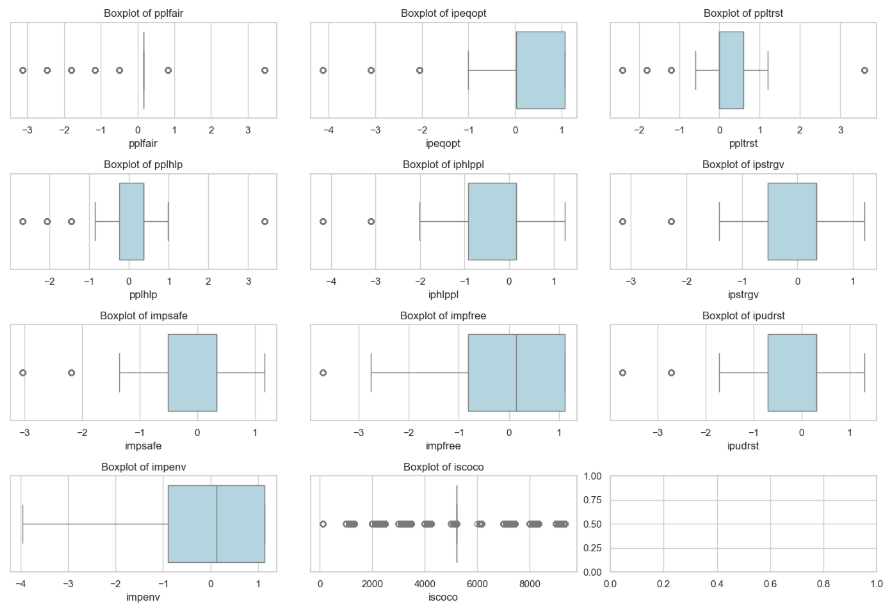 Boxplot of pplfair
−3 −2 −1 0 1 2 3
pplfair
Boxplot of ipeqopt
−4 −3 −2 −1 0 1
ipeqopt
Boxplot of ppltrst
−2 −1 0 1 2 3
ppltrst
Boxplot of pplhlp
−2 −1 0 1 2 3
pplhlp
Boxplot of iphlppl
−4 −3 −2 −1 0 1
iphlppl
Boxplot of ipstrgv
−3 −2 −1 0 1
ipstrgv
Boxplot of impsafe
−3 −2 −1 0 1
impsafe
Boxplot of impfree
−3 −2 −1 0 1
impfree
Boxplot of ipudrst
−3 −2 −1 0 1
ipudrst
Boxplot of impenv
−4 −3 −2 −1 0 1
impenv
Boxplot of iscoco
0 2000 4000 6000 8000
iscoco
1.00
0.75
0.50
0.25
0.00
0.0 0.2 0.4 0.6 0.8 1.0